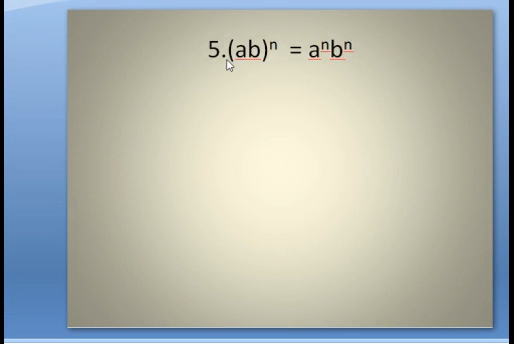 5.(ab)ⁿ = aⁿbⁿ